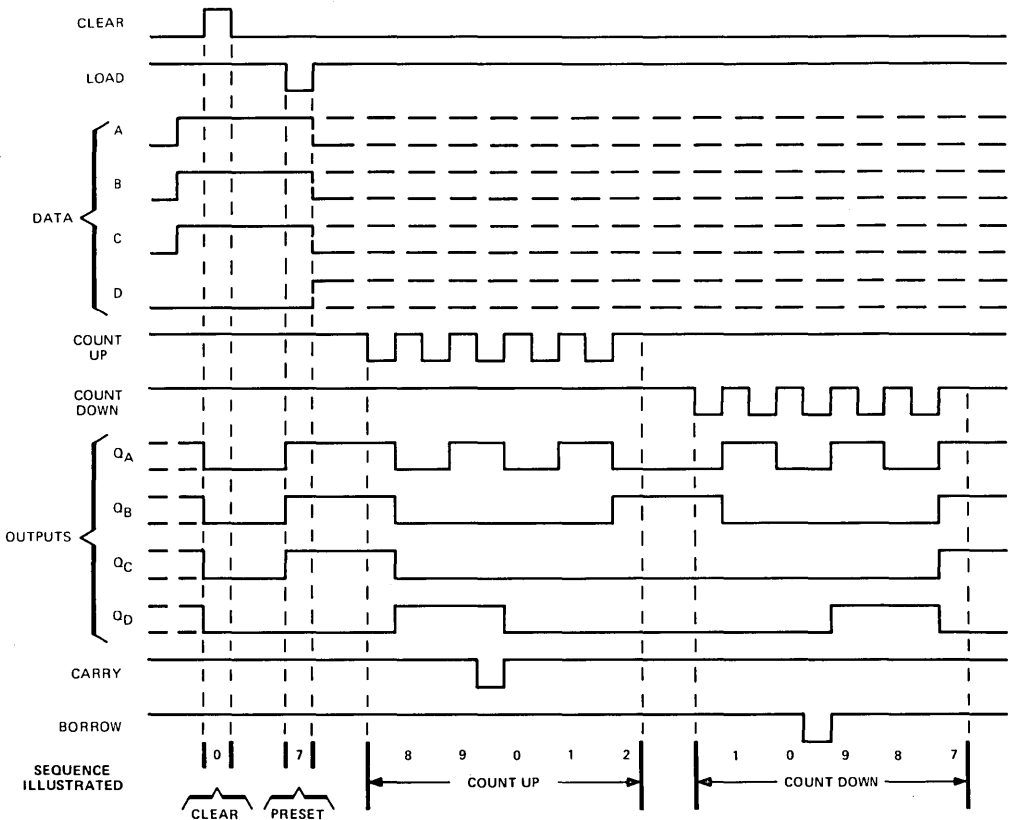 CLEAR
LOAD
A
B
DATA
C
D
COUNT
UP
COUNT
DOWN
QA
QB
OUTPUTS
QC
QD
CARRY
BORROW
SEQUENCE
ILLUSTRATED
0 7 8 9 0 1 2 1 0 9 8 7
COUNT UP COUNT DOWN
CLEAR PRESET